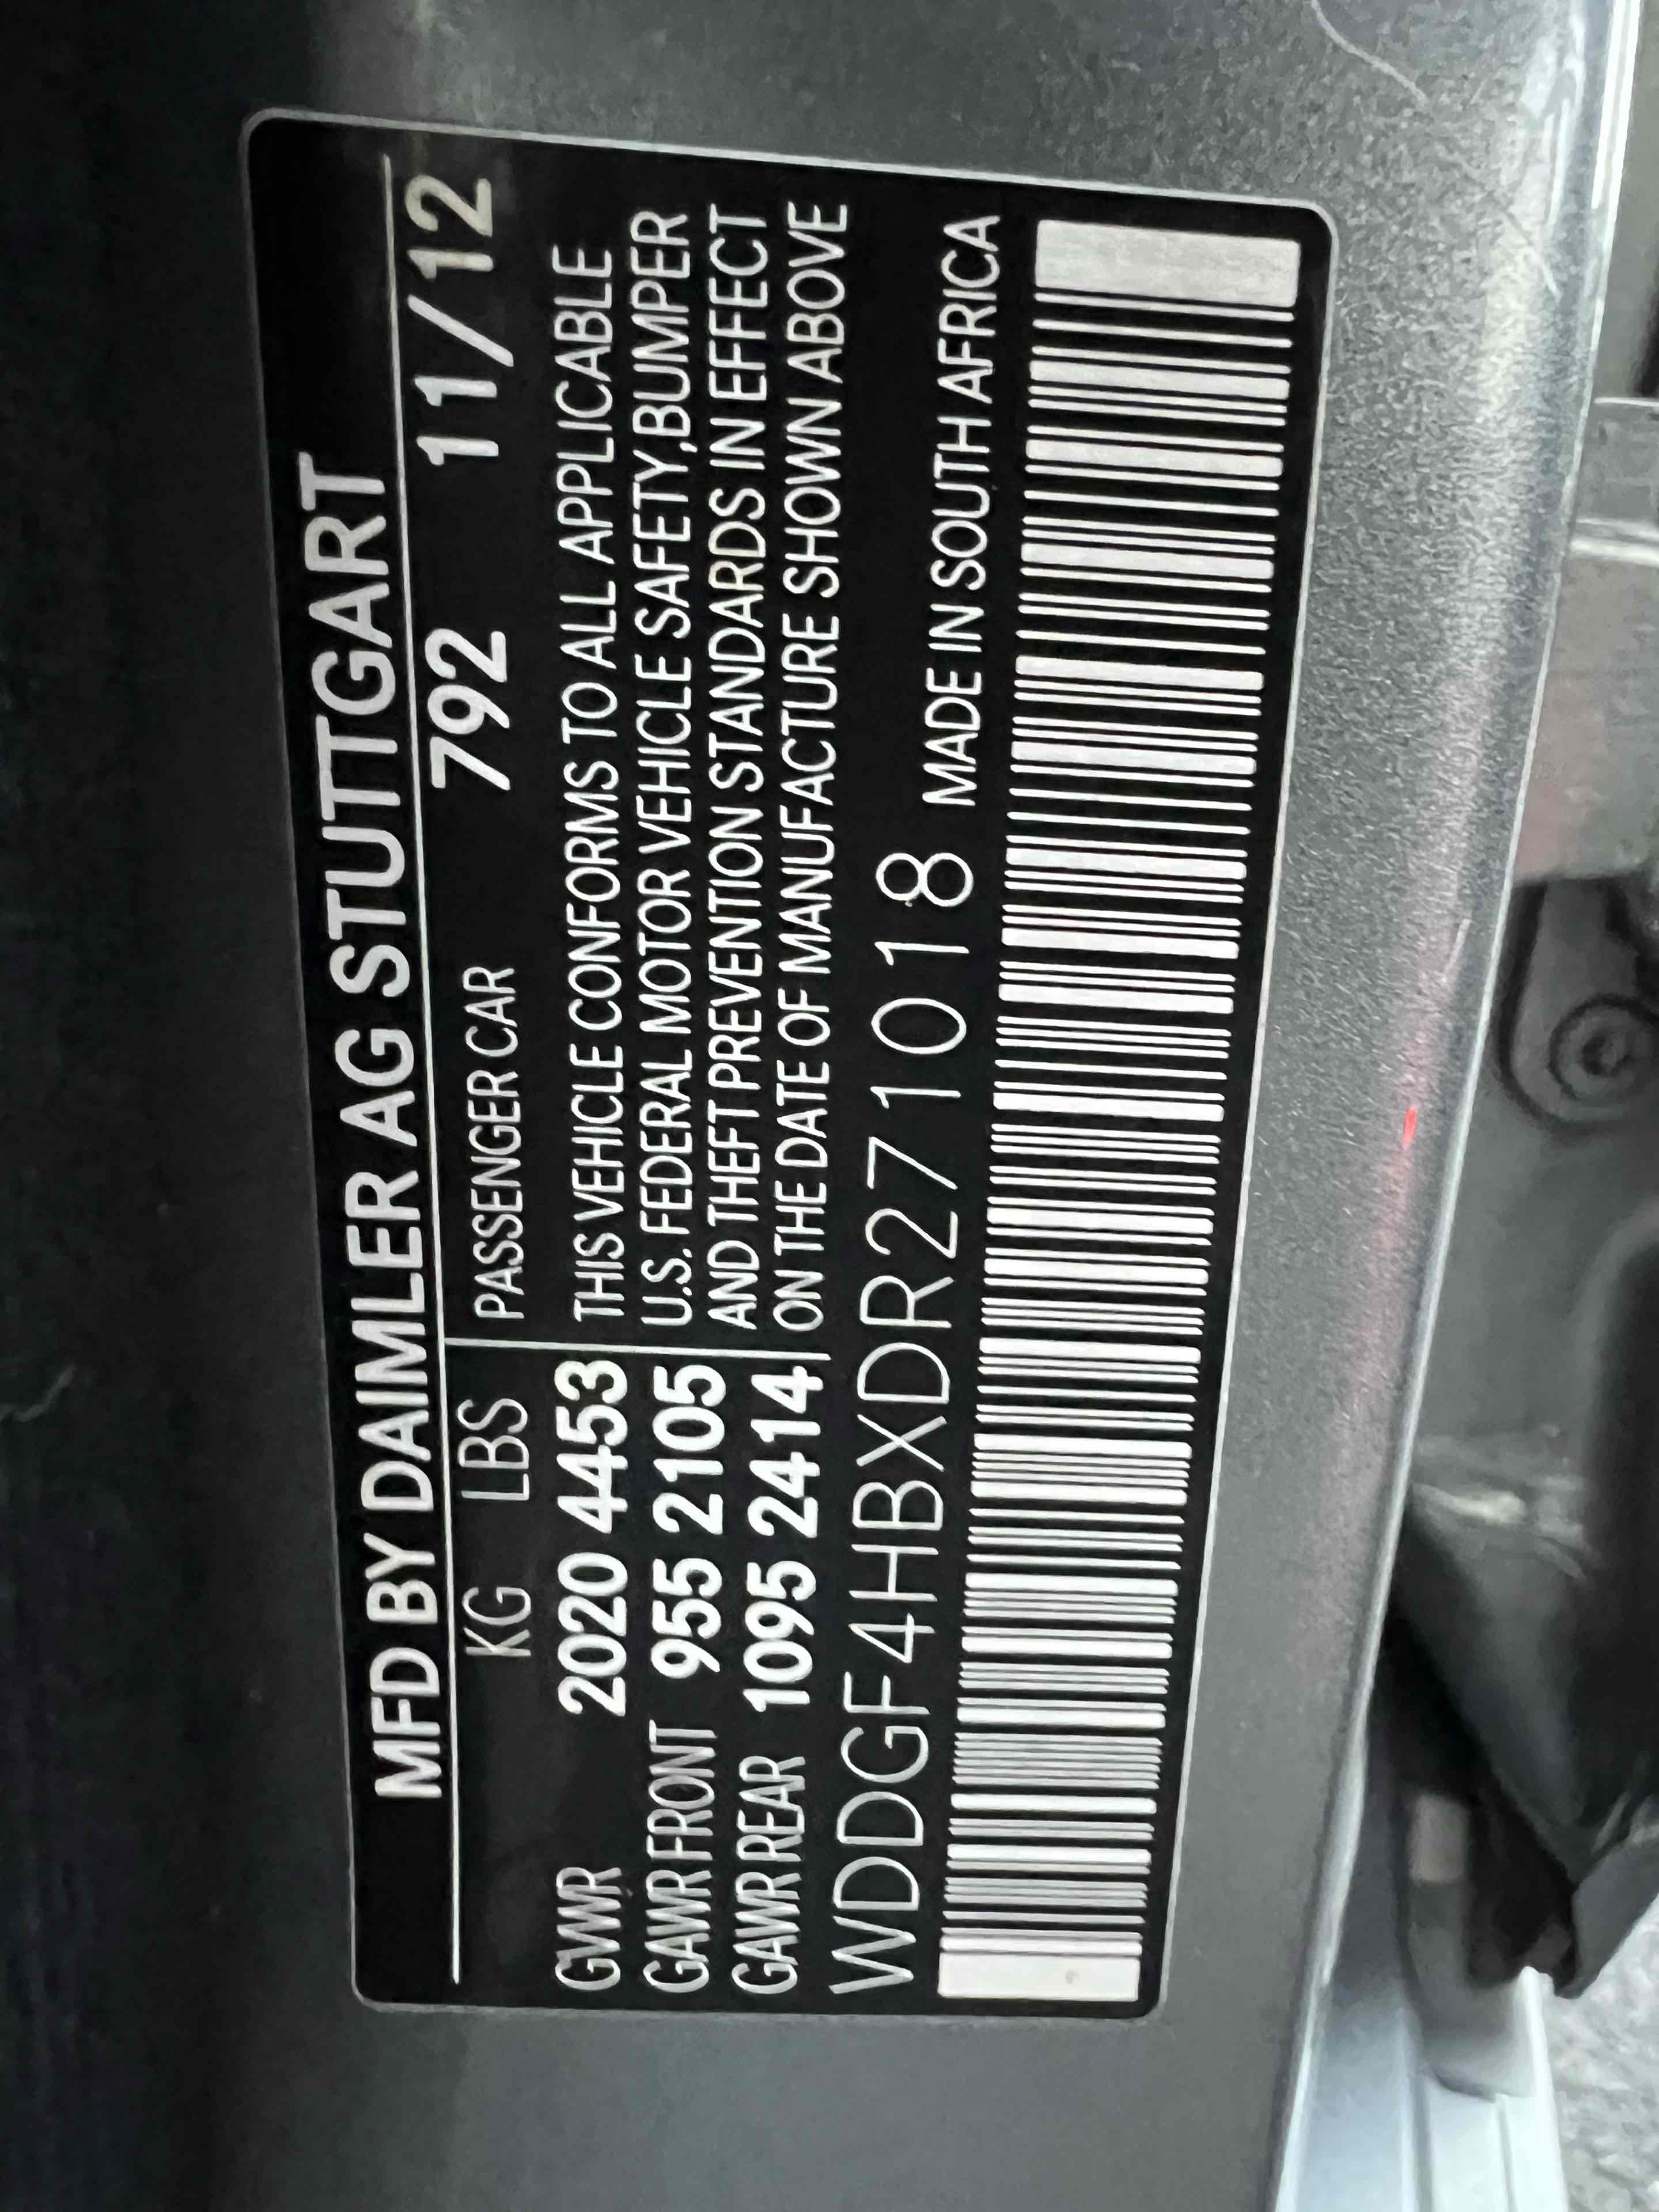 MFD BY DAIMLER AG STUTTGART
KG LBS PASSENGER CAR 792 11/12
GVWR 2020 4453 THIS VEHICLE CONFORMS TO ALL APPLICABLE
GAWR FRONT 955 2105 U.S. FEDERAL MOTOR VEHICLE SAFETY,BUMPER
GAWR REAR 1095 2414 AND THEFT PREVENTION STANDARDS IN EFFECT
ON THE DATE OF MANUFACTURE SHOWN ABOVE
WDDGF4HBXDR271018 MADE IN SOUTH AFRICA